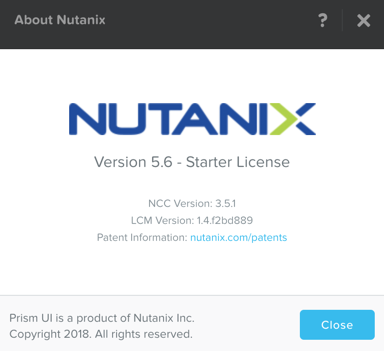 About Nutanix
?
NUTANIX
Version 5.6 - Starter License
NCC Version: 3.5.1
LCM Version: 1.4.f2bd889
Patent Information: nutanix.com/patents
Prism UI is a product of Nutanix Inc.
Copyright 2018. All rights reserved.
Close